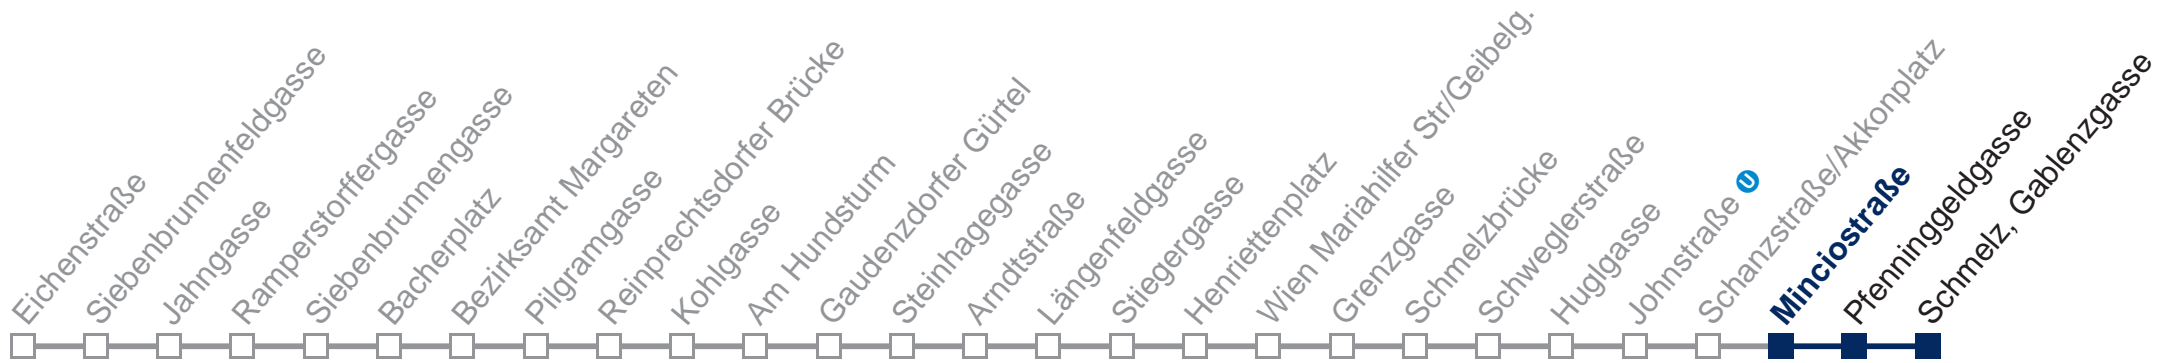 Eichenstraße
Siebenbrunnenfeldgasse
Jahngasse
Ramperstorffergasse
Siebenbrunnengasse
Bacherplatz
Bezirksamt Margareten
Pilgramgasse
Reinprechtsdorfer Brücke
Kohlgasse
Am Hundsturm
Gaudenzdorfer Gürtel
Steinhagegasse
Arndtstraße
Längenfeldgasse
Stiegergasse
Henriettenplatz
Wien Mariahilfer Str/Geibelg.
Grenzgasse
Schmelzbrücke
Schweglerstraße
Huglgasse
Johnstraße U
Schanzstraße/Akkonplatz
Minciostraße
Pfenninggeldgasse
Schmelz, Gablenzgasse